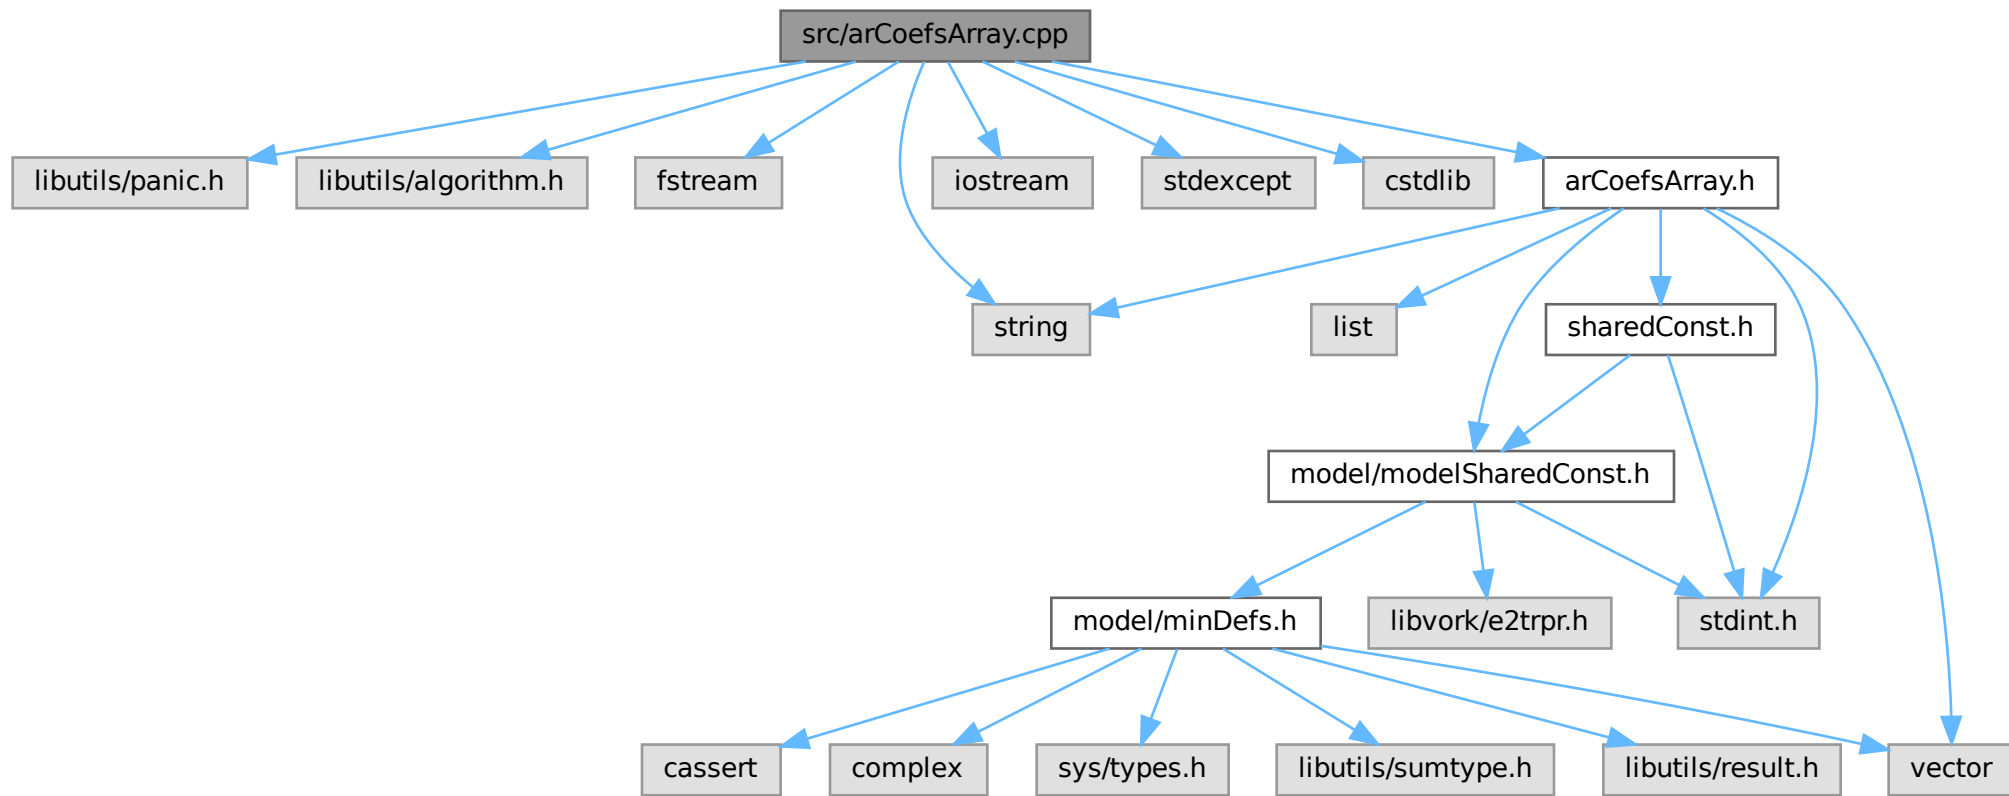 src/arCoefsArray.cpp
libutils/panic.h
libutils/algorithm.h
fstream
iostream
stdexcept
cstdlib
arCoefsArray.h
string
list
sharedConst.h
model/modelSharedConst.h
model/minDefs.h
libvork/e2trpr.h
stdint.h
cassert
complex
sys/types.h
libutils/sumtype.h
libutils/result.h
vector